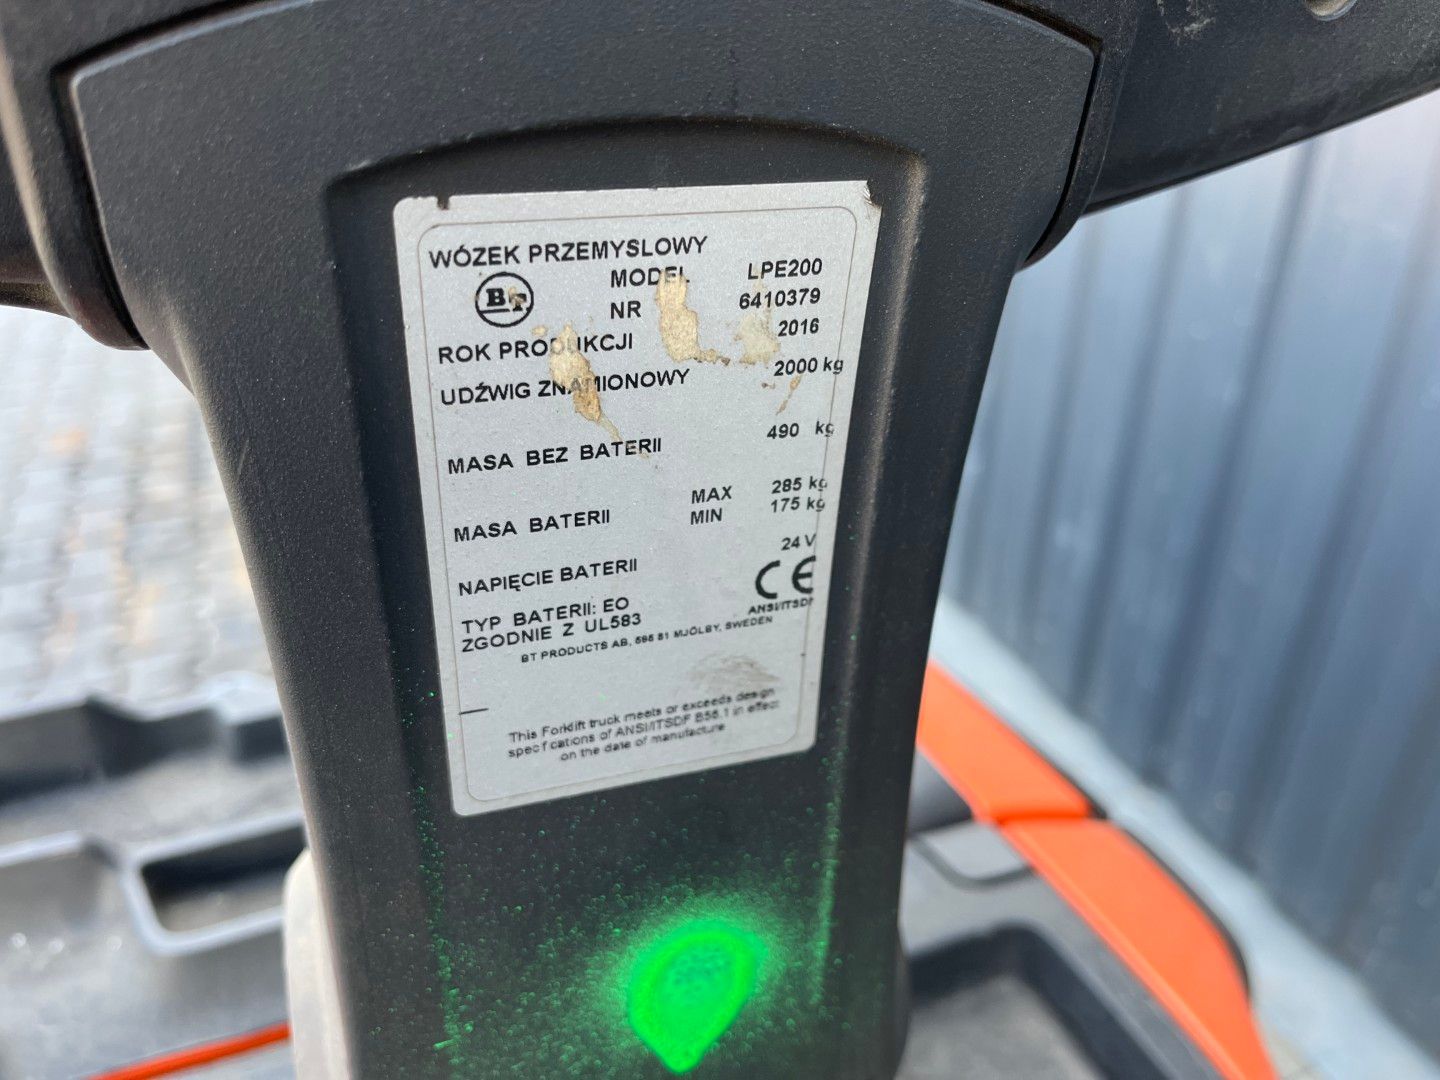 WÓZEK PRZEMYSLOWY
BT
MODEL LPE200
NR 6410379
ROK PRODUKCJI 2016
UDŹWIG ZNAMIONOWY 2000 kg
MASA BEZ BATERII 490 kg
MASA BATERII MAX 285 kg
MIN 175 kg
NAPIĘCIE BATERII 24 V
TYP BATERII: EO
ZGODNIE Z UL583
CE
ANSI/ITSDF
BT PRODUCTS AB, 595 81 MJÖLBY, SWEDEN
This Forklift truck meets or exceeds design
specifications of ANSI/ITSDF B56.1 in effect
on the date of manufacture